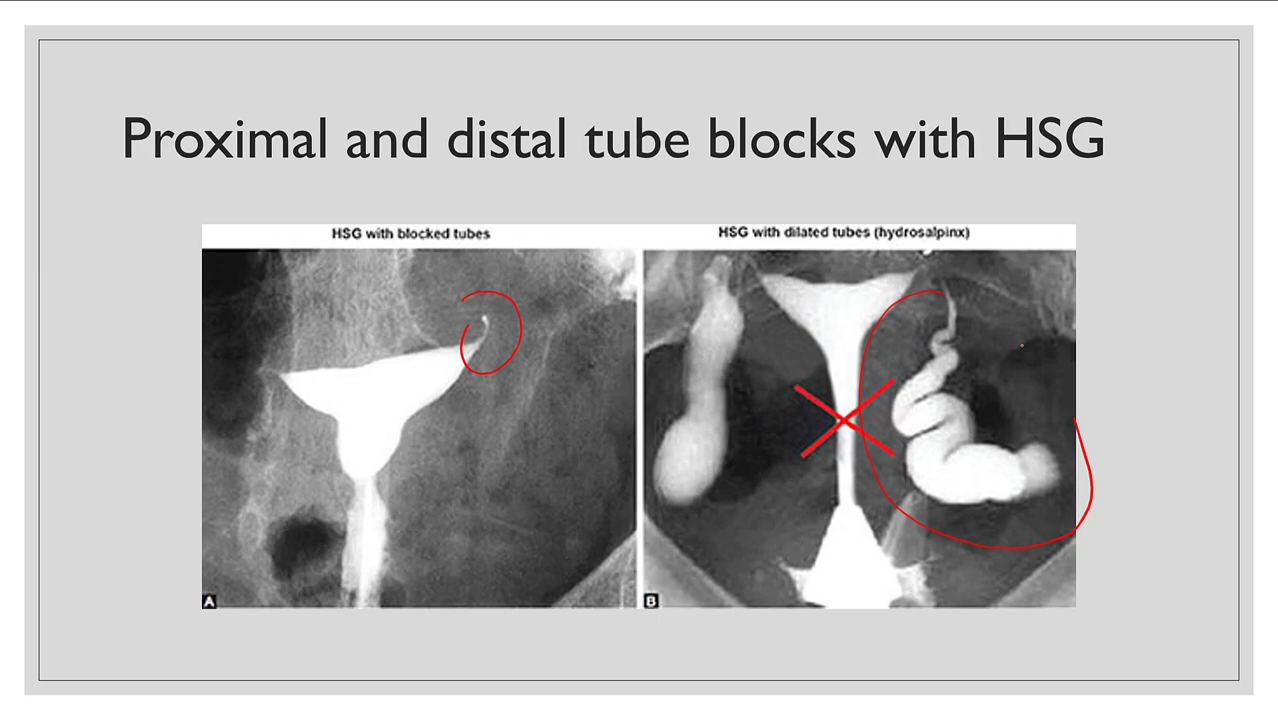 Proximal and distal tube blocks with HSG
HSG with blocked tubes
HSG with dilated tubes (hydrosalpinx)
A
B